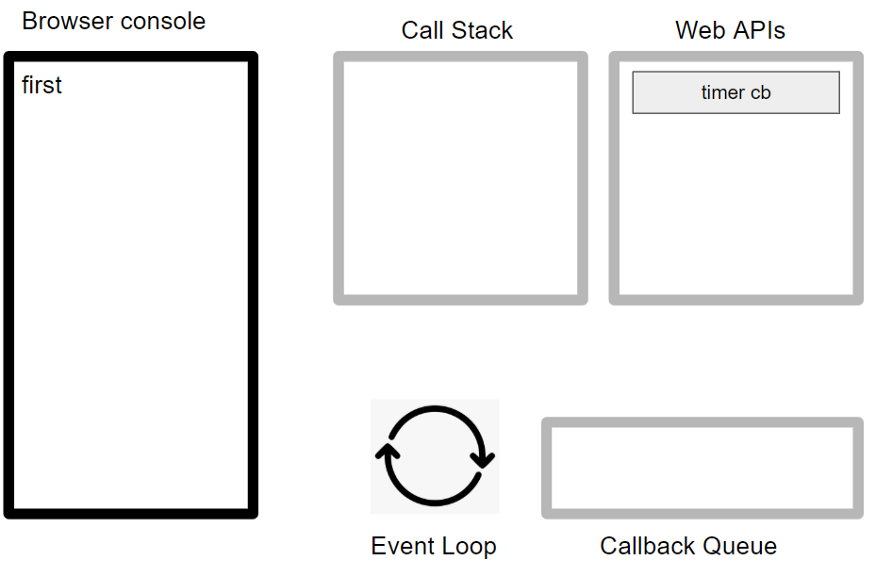 Browser console
Call Stack
Web APIs
first
timer cb
Event Loop
Callback Queue